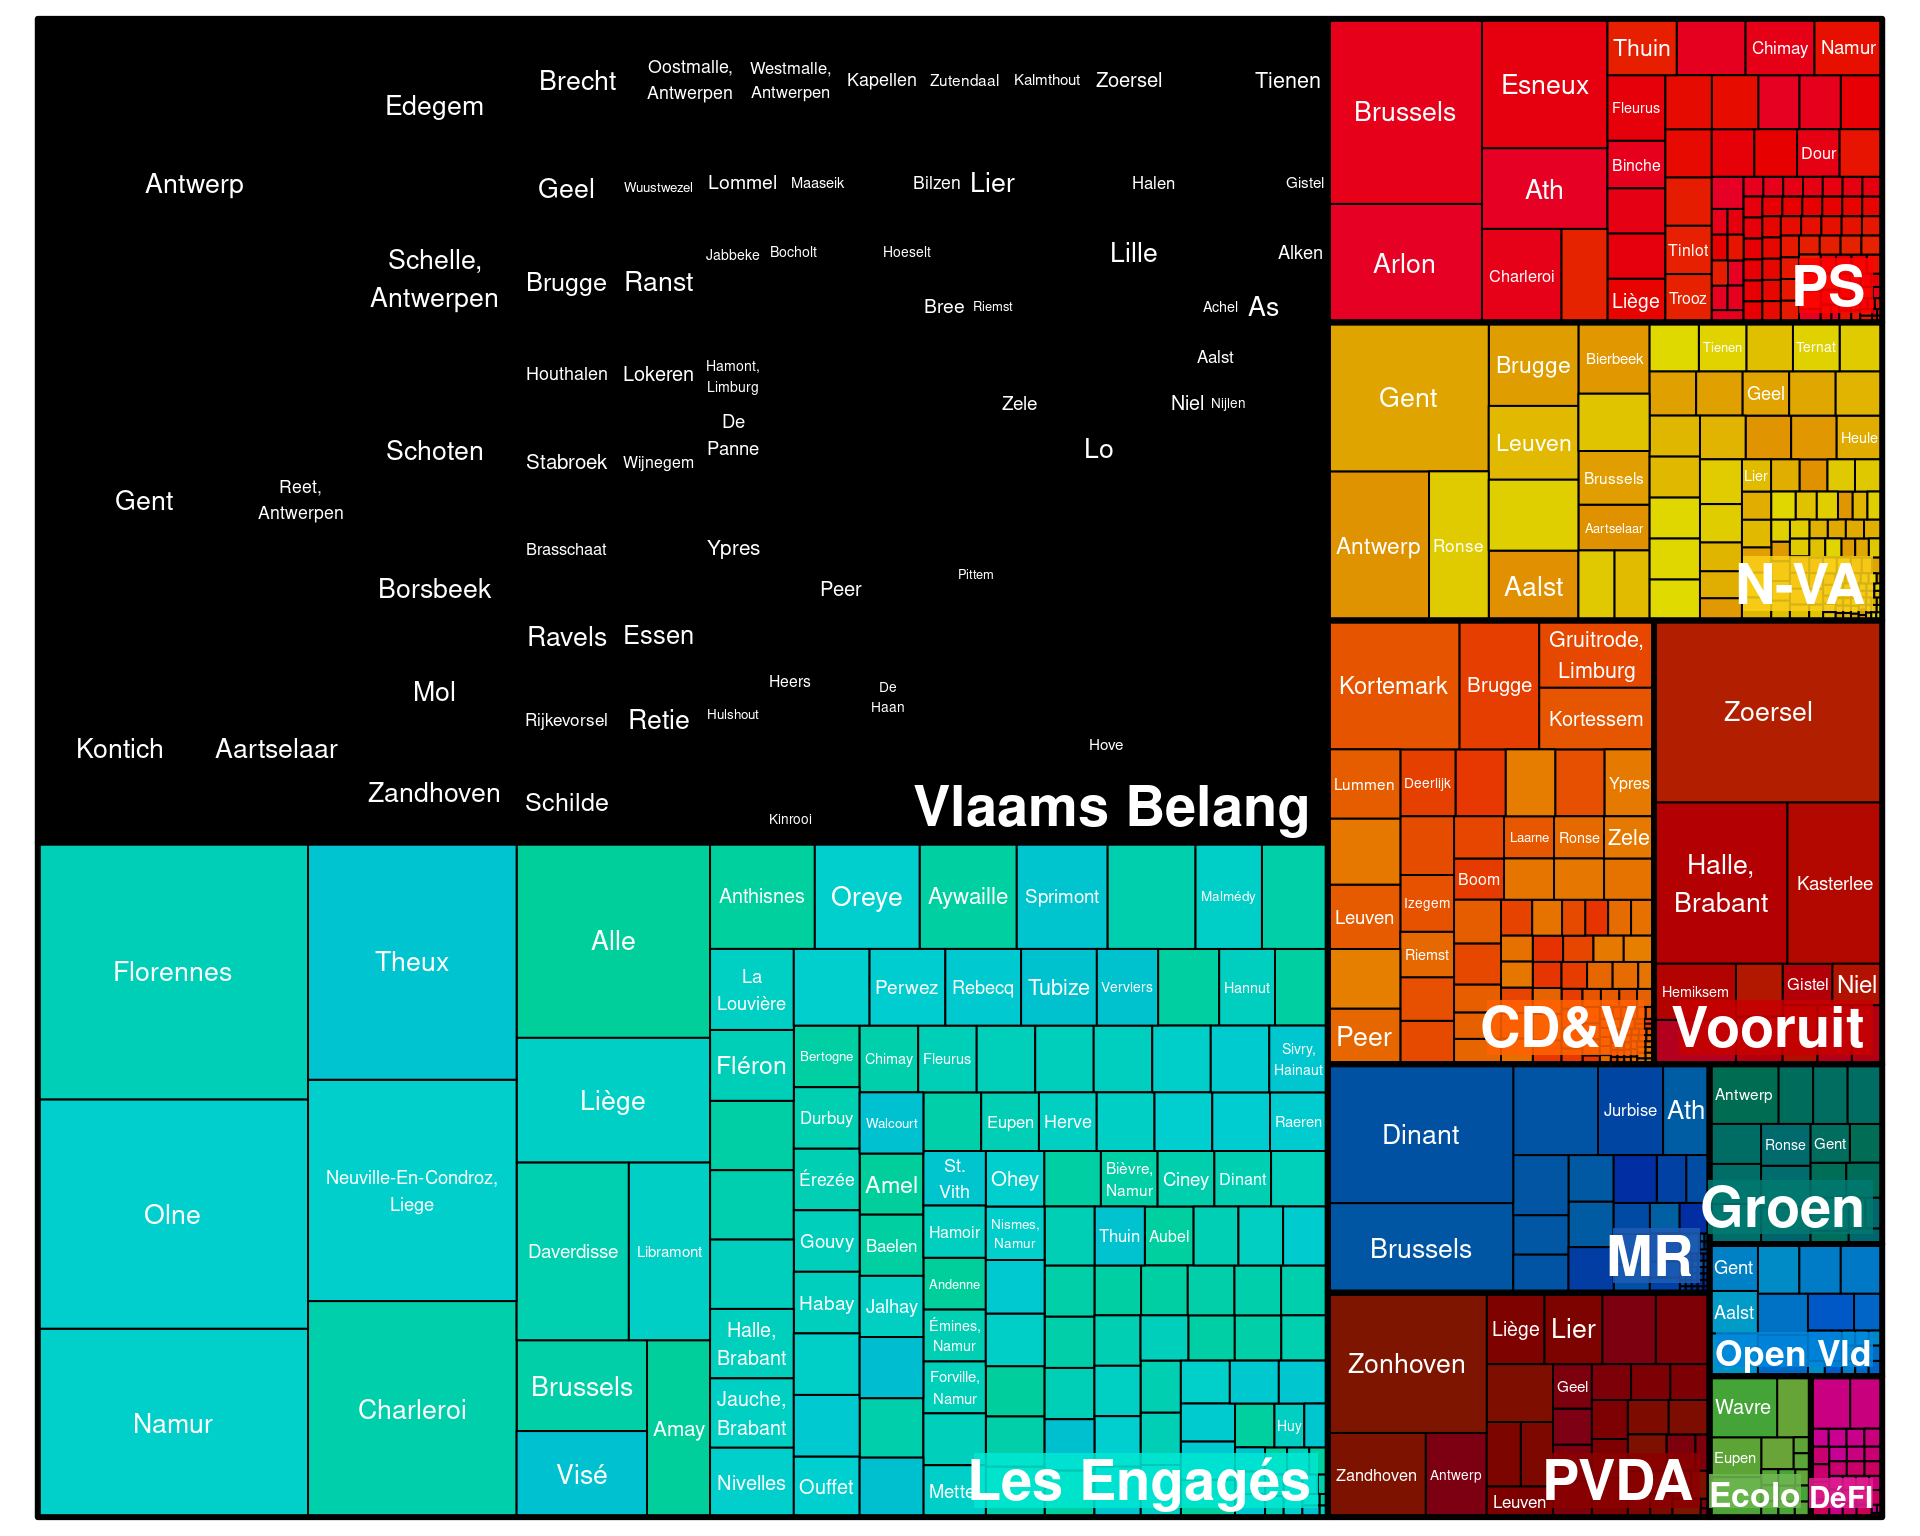 Antwerp
Edegem
Brecht
Oostmalle,
Antwerpen
Westmalle,
Antwerpen
Kapellen
Zutendaal
Kalmthout
Zoersel
Tienen
Geel
Wuustwezel
Lommel
Maaseik
Bilzen
Lier
Halen
Gistel
Schelle,
Antwerpen
Brugge
Ranst
Jabbeke
Bocholt
Hoeselt
Lille
Alken
Bree
Riemst
Achel
As
Houthalen
Lokeren
Hamont,
Limburg
Aalst
De
Panne
Zele
Niel
Nijlen
Schoten
Stabroek
Wijnegem
Lo
Gent
Reet,
Antwerpen
Brasschaat
Ypres
Borsbeek
Peer
Pittem
Ravels
Essen
Mol
Heers
De
Haan
Rijkevorsel
Retie
Hulshout
Kontich
Aartselaar
Hove
Zandhoven
Schilde
Kinrooi
Vlaams Belang
Florennes
Theux
Alle
Anthisnes
Oreye
Aywaille
Sprimont
Malmédy
La
Louvière
Perwez
Rebecq
Tubize
Verviers
Hannut
Olne
Neuville-En-Condroz,
Liege
Liège
Fléron
Bertogne
Chimay
Fleurus
Sivry,
Hainaut
Durbuy
Walcourt
Eupen
Herve
Raeren
Daverdisse
Libramont
Érezée
Amel
St.
Vith
Ohey
Bièvre,
Namur
Ciney
Dinant
Gouvy
Baelen
Hamoir
Nismes,
Namur
Thuin
Aubel
Habay
Jalhay
Andenne
Émines,
Namur
Namur
Charleroi
Brussels
Amay
Visé
Halle,
Brabant
Jauche,
Brabant
Nivelles
Forville,
Namur
Huy
Ouffet
Mette
Les Engagés
Brussels
Esneux
Thuin
Chimay
Namur
Fleurus
Binche
Dour
Arlon
Ath
Charleroi
Tinlot
Liège
Trooz
PS
Gent
Brugge
Bierbeek
Tienen
Ternat
Geel
Leuven
Heule
Brussels
Lier
Antwerp
Ronse
Aartselaar
Aalst
N-VA
Kortemark
Brugge
Gruitrode,
Limburg
Kortessem
Lummen
Deerlijk
Ypres
Laarne
Ronse
Zele
Boom
Leuven
Izegem
Riemst
Peer
CD&V
Zoersel
Halle,
Brabant
Kasterlee
Hemiksem
Gistel
Niel
Vooruit
Dinant
Jurbise
Ath
Brussels
MR
Antwerp
Ronse
Gent
Groen
Gent
Aalst
Open Vld
Zonhoven
Liège
Lier
Geel
Zandhoven
Antwerp
Leuven
PVDA
Wavre
Eupen
Ecolo
DéFI